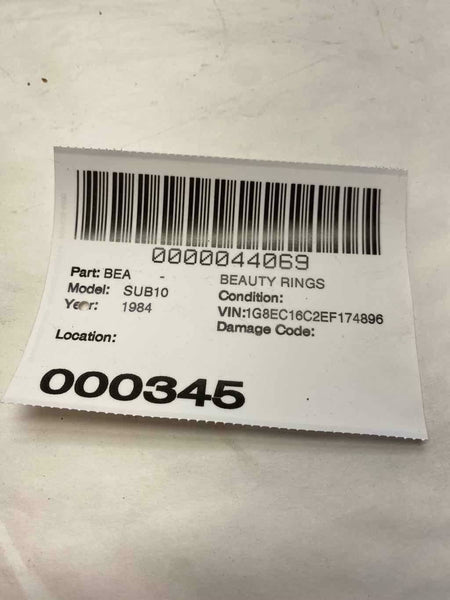 0000044069
Part: BEA - BEAUTY RINGS
Model: SUB10 Condition:
Year: 1984 VIN:1G8EC16C2EF174896
Damage Code:
Location:
000345